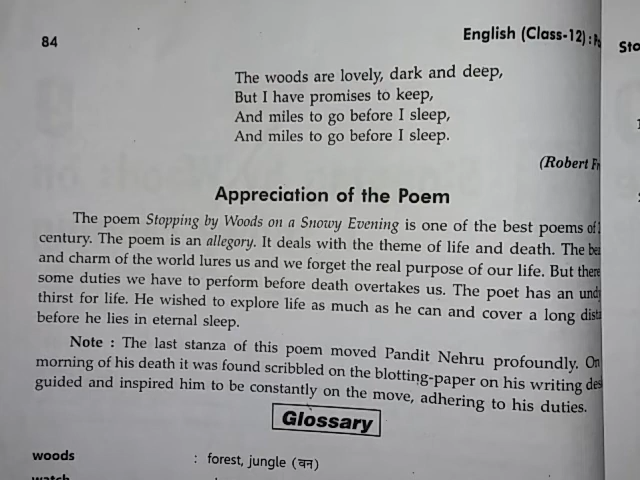 84
English (Class-12) :
Sto
The woods are lovely, dark and deep,
But I have promises to keep,
And miles to go before I sleep,
And miles to go before I sleep.
(Robert Fr
Appreciation of the Poem
The poem Stopping by Woods on a Snowy Evening is one of the best poems of
century. The poem is an allegory. It deals with the theme of life and death. The bea
and charm of the world lures us and we forget the real purpose of our life. But there
some duties we have to perform before death overtakes us. The poet has an undy
thirst for life. He wished to explore life as much as he can and cover a long dista
before he lies in eternal sleep.
Note : The last stanza of this poem moved Pandit Nehru profoundly. On
morning of his death it was found scribbled on the blotting-paper on his writing des
guided and inspired him to be constantly on the move, adhering to his duties.
Glossary
woods : forest, jungle (वन)
watch